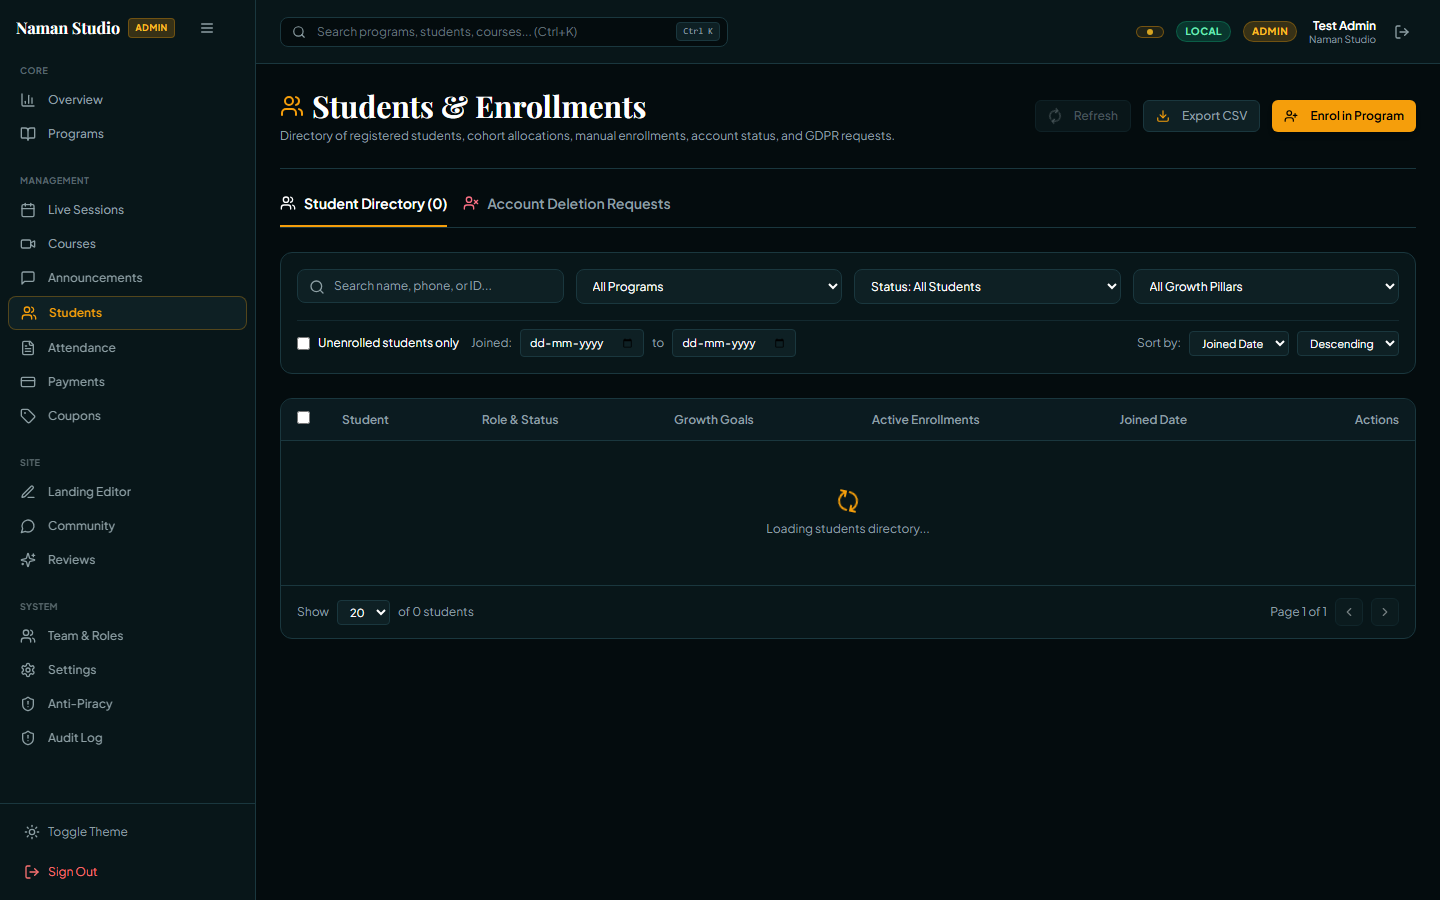 Naman Studio ADMIN
Search programs, students, courses... (Ctrl+K) Ctrl K
LOCAL
ADMIN
Test Admin
Naman Studio
CORE
Overview
Programs
MANAGEMENT
Live Sessions
Courses
Announcements
Students
Attendance
Payments
Coupons
SITE
Landing Editor
Community
Reviews
SYSTEM
Team & Roles
Settings
Anti-Piracy
Audit Log
Toggle Theme
Sign Out
Students & Enrollments
Directory of registered students, cohort allocations, manual enrollments, account status, and GDPR requests.
Refresh
Export CSV
Enrol in Program
Student Directory (0)
Account Deletion Requests
Search name, phone, or ID...
All Programs
Status: All Students
All Growth Pillars
Unenrolled students only
Joined: dd-mm-yyyy to dd-mm-yyyy
Sort by: Joined Date Descending
Student Role & Status Growth Goals Active Enrollments Joined Date Actions
Loading students directory...
Show 20 of 0 students
Page 1 of 1